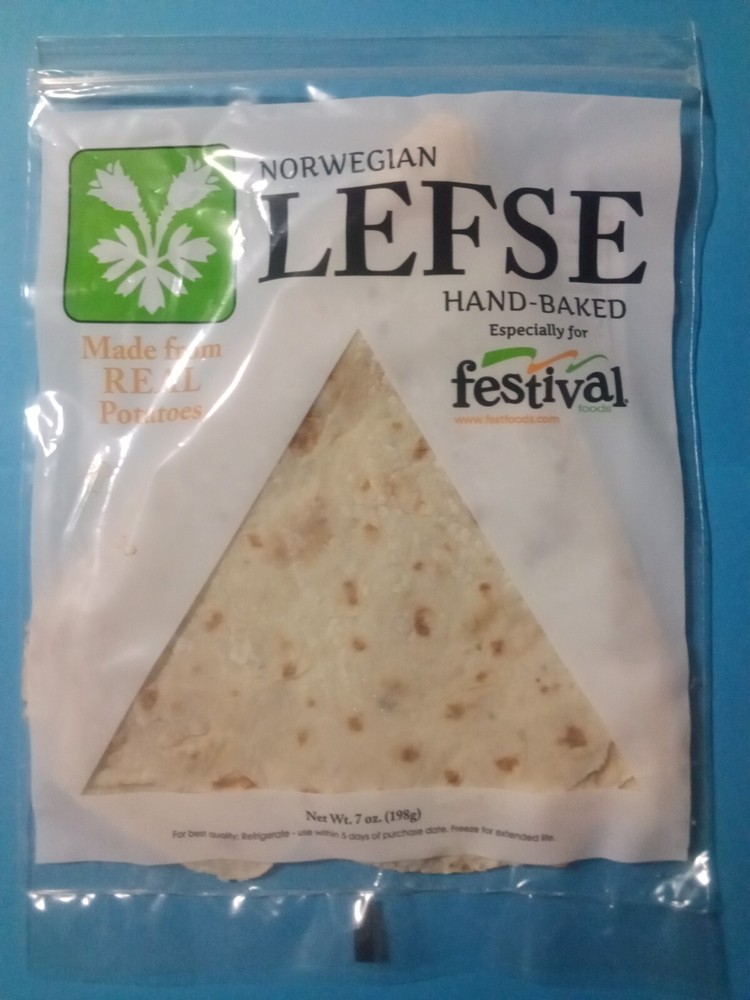 NORWEGIAN
LEFSE
HAND-BAKED
Especially for
festival
foods
www.festfoods.com
Made from
REAL
Potatoes
Net Wt. 7 oz. (198g)
For best quality: Refrigerate - use within 5 days of purchase date. Freeze for extended life.